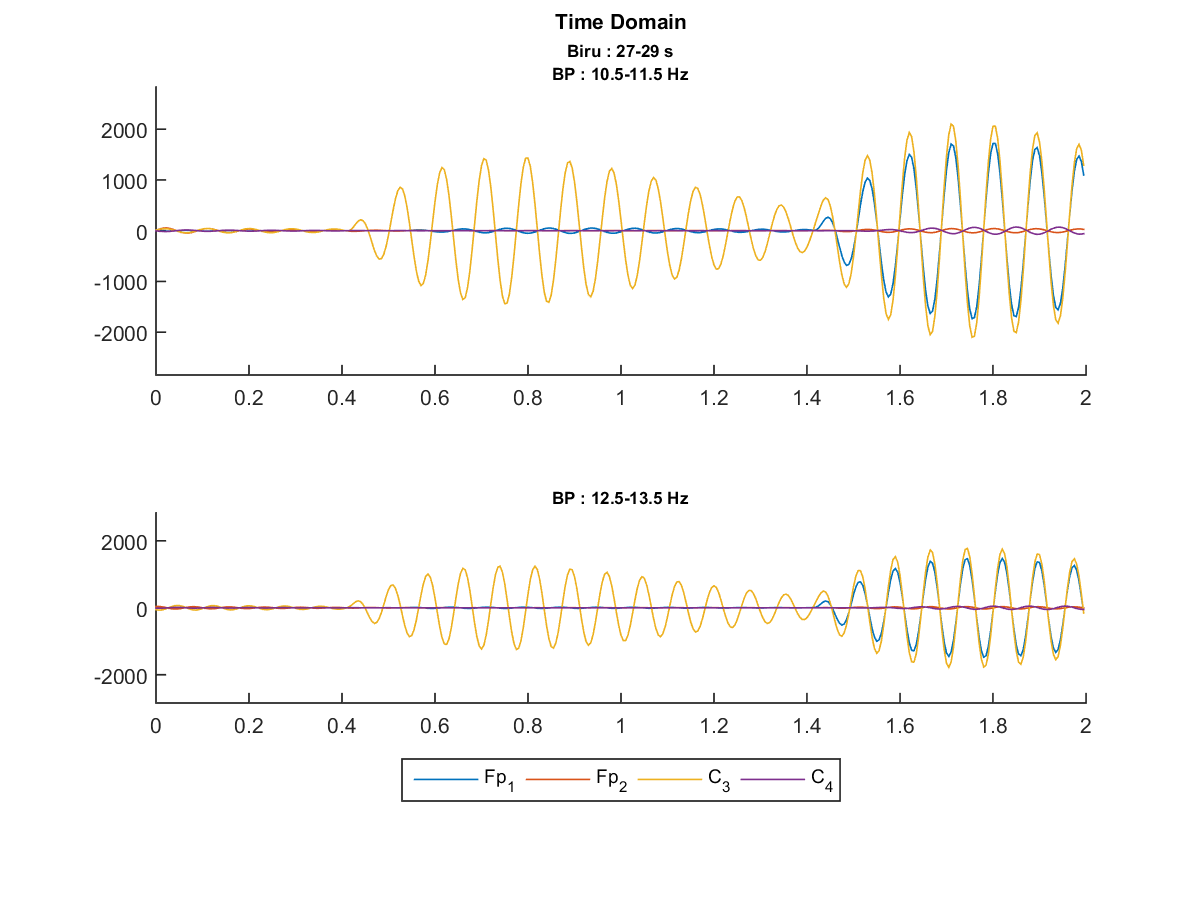 Time Domain
Biru : 27-29 s
BP : 10.5-11.5 Hz
2000
1000
0
-1000
-2000
0 0.2 0.4 0.6 0.8 1 1.2 1.4 1.6 1.8 2
BP : 12.5-13.5 Hz
2000
0
-2000
0 0.2 0.4 0.6 0.8 1 1.2 1.4 1.6 1.8 2
Fp1 Fp2 C3 C4